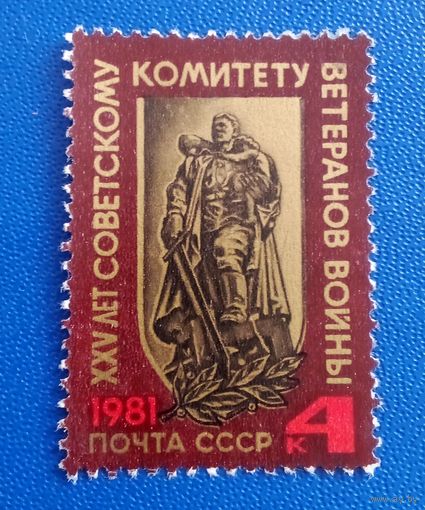 XXV ЛЕТ СОВЕТСКОМУ
КОМИТЕТУ
ВЕТЕРАНОВ ВОЙНЫ
1981
ПОЧТА СССР
4
К